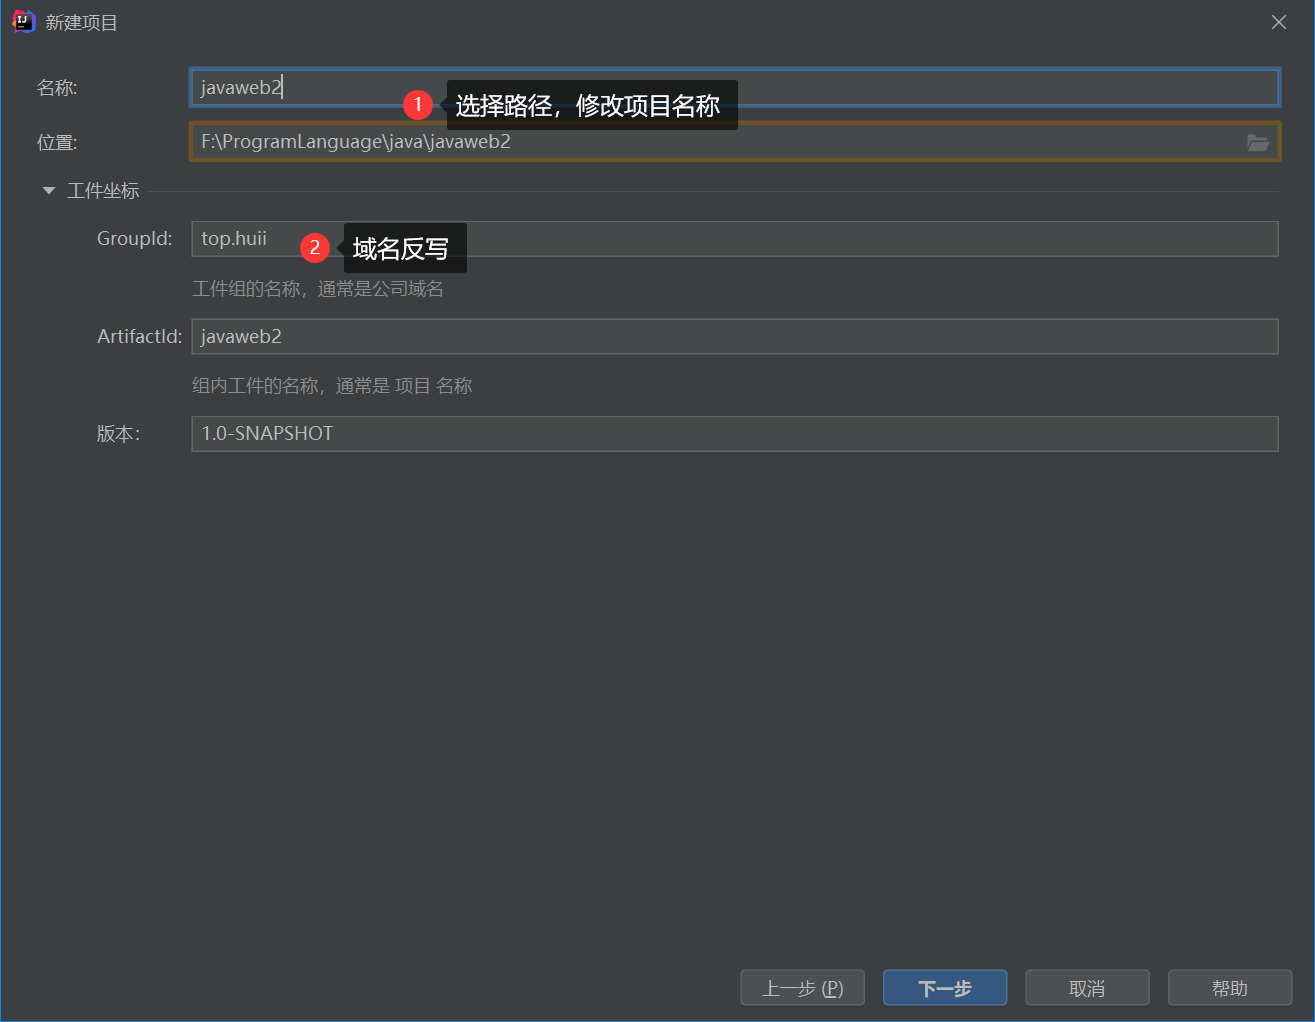 新建项目
名称: javaweb2
1 选择路径，修改项目名称
位置: F:\ProgramLanguage\java\javaweb2
工件坐标
GroupId: top.huii
2 域名反写
工件组的名称，通常是公司域名
ArtifactId: javaweb2
组内工件的名称，通常是 项目 名称
版本: 1.0-SNAPSHOT
上一步 (P) 下一步 取消 帮助